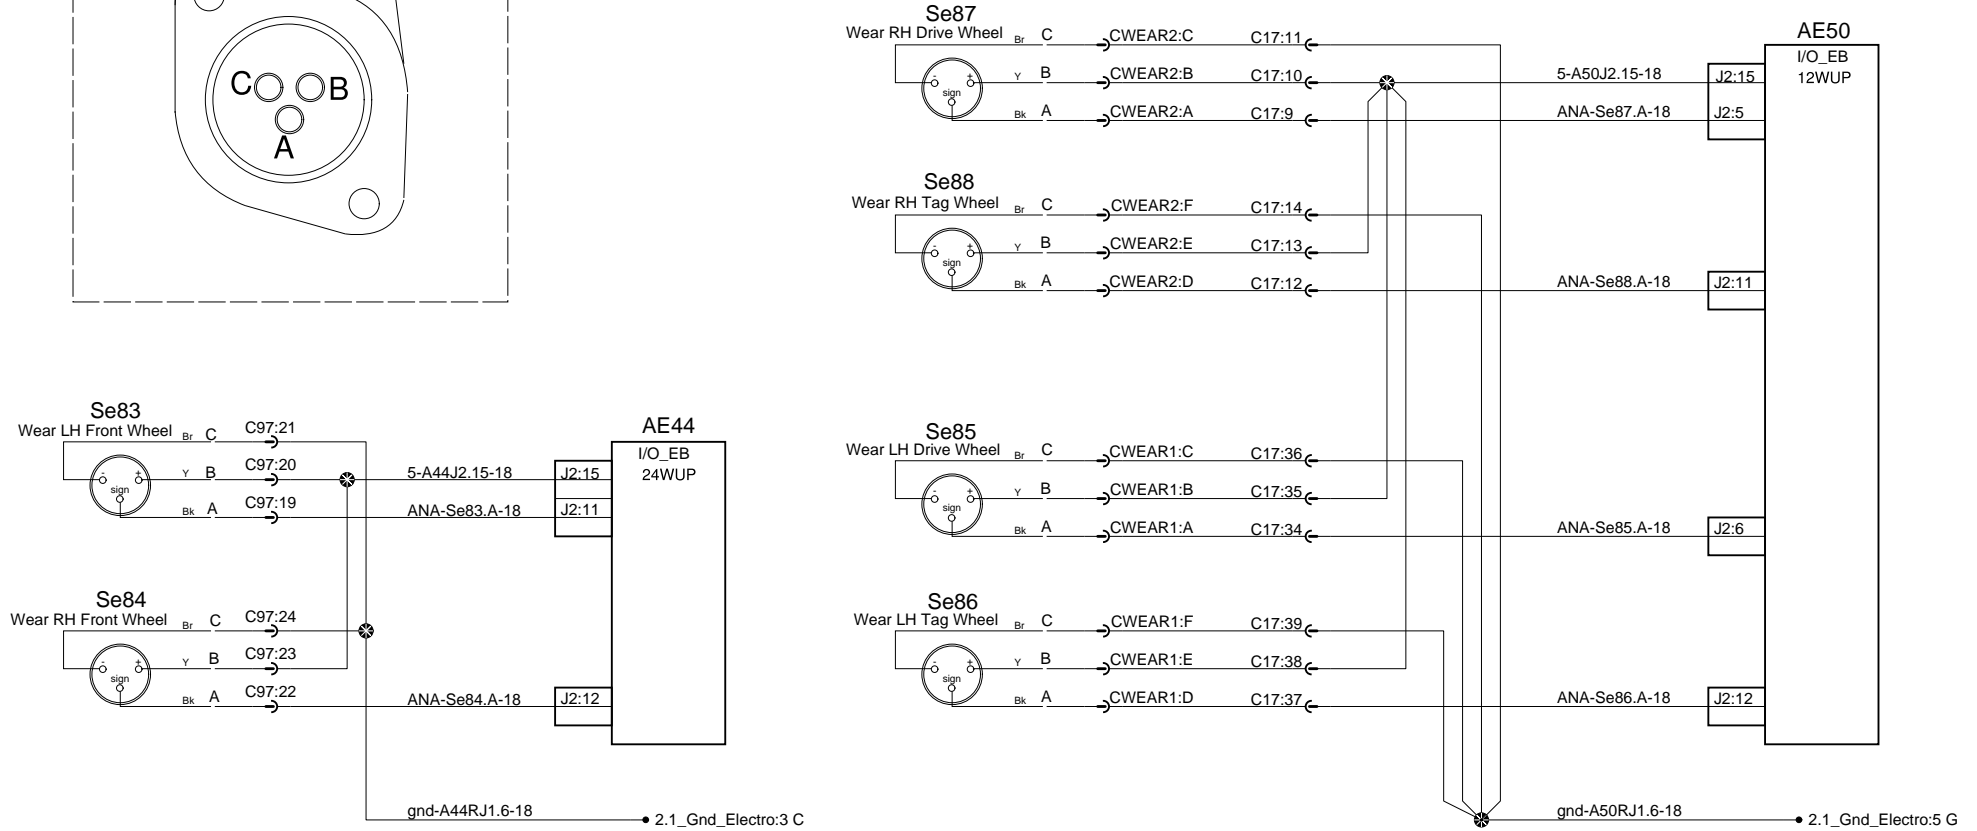 C B
A
Se87
Wear RH Drive Wheel
Br C CWEAR2:C C17:11
Y B CWEAR2:B C17:10 5-A50J2.15-18 J2:15
Bk A CWEAR2:A C17:9 ANA-Se87.A-18 J2:5
- +
sign
AE50
I/O_EB
12WUP
Se88
Wear RH Tag Wheel
Br C CWEAR2:F C17:14
Y B CWEAR2:E C17:13
Bk A CWEAR2:D C17:12 ANA-Se88.A-18 J2:11
- +
sign
Se83
Wear LH Front Wheel
Br C C97:21
Y B C97:20 5-A44J2.15-18 J2:15
Bk A C97:19 ANA-Se83.A-18 J2:11
- +
sign
AE44
I/O_EB
24WUP
Se85
Wear LH Drive Wheel
Br C CWEAR1:C C17:36
Y B CWEAR1:B C17:35
Bk A CWEAR1:A C17:34 ANA-Se85.A-18 J2:6
- +
sign
Se84
Wear RH Front Wheel
Br C C97:24
Y B C97:23
Bk A C97:22 ANA-Se84.A-18 J2:12
- +
sign
Se86
Wear LH Tag Wheel
Br C CWEAR1:F C17:39
Y B CWEAR1:E C17:38
Bk A CWEAR1:D C17:37 ANA-Se86.A-18 J2:12
- +
sign
gnd-A44RJ1.6-18 2.1_Gnd_Electro:3 C
gnd-A50RJ1.6-18 2.1_Gnd_Electro:5 G